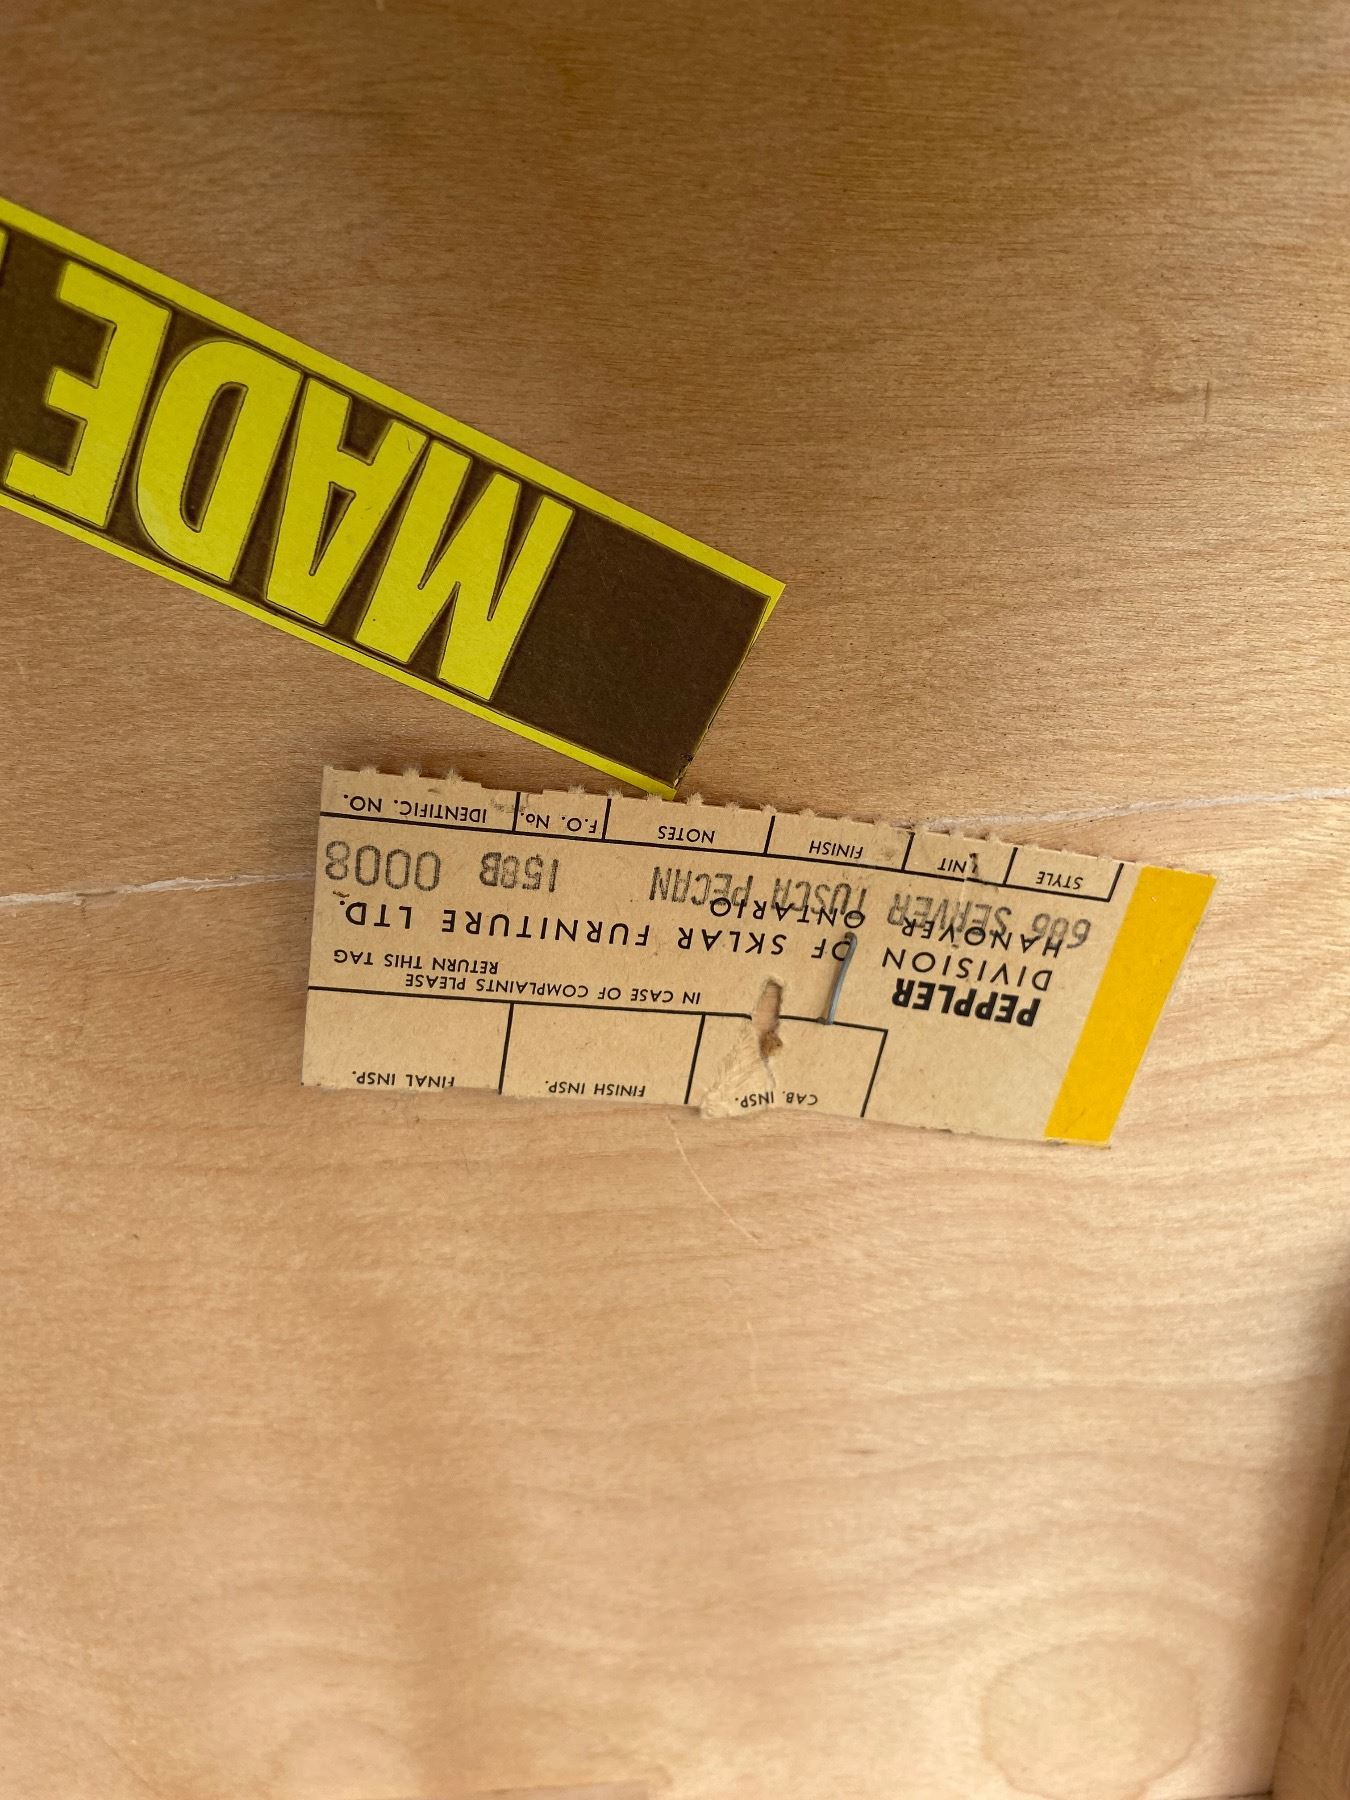 MADE
CAB. INSP. FINISH INSP. FINAL INSP.
PEPPLER
DIVISION OF SKLAR FURNITURE LTD.
HANOVER ONTARIO
IN CASE OF COMPLAINTS PLEASE
RETURN THIS TAG
606 SERVER TUSCA PECAN 158B 0008
STYLE UNIT FINISH NOTES F.O. No. IDENTIFIC. NO.